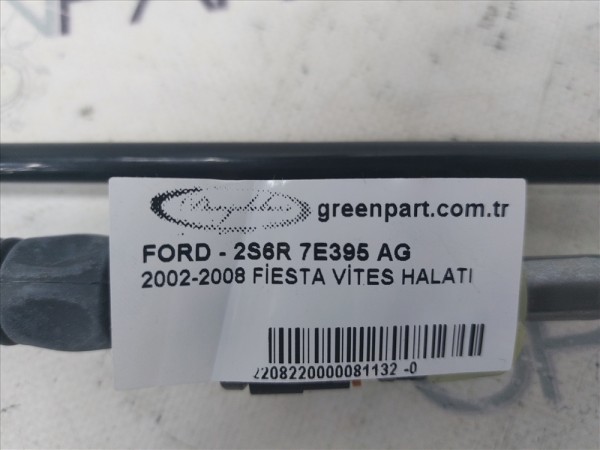 greenpart.com.tr
FORD - 2S6R 7E395 AG
2002-2008 FİESTA VİTES HALATI
2208220000081132 -0